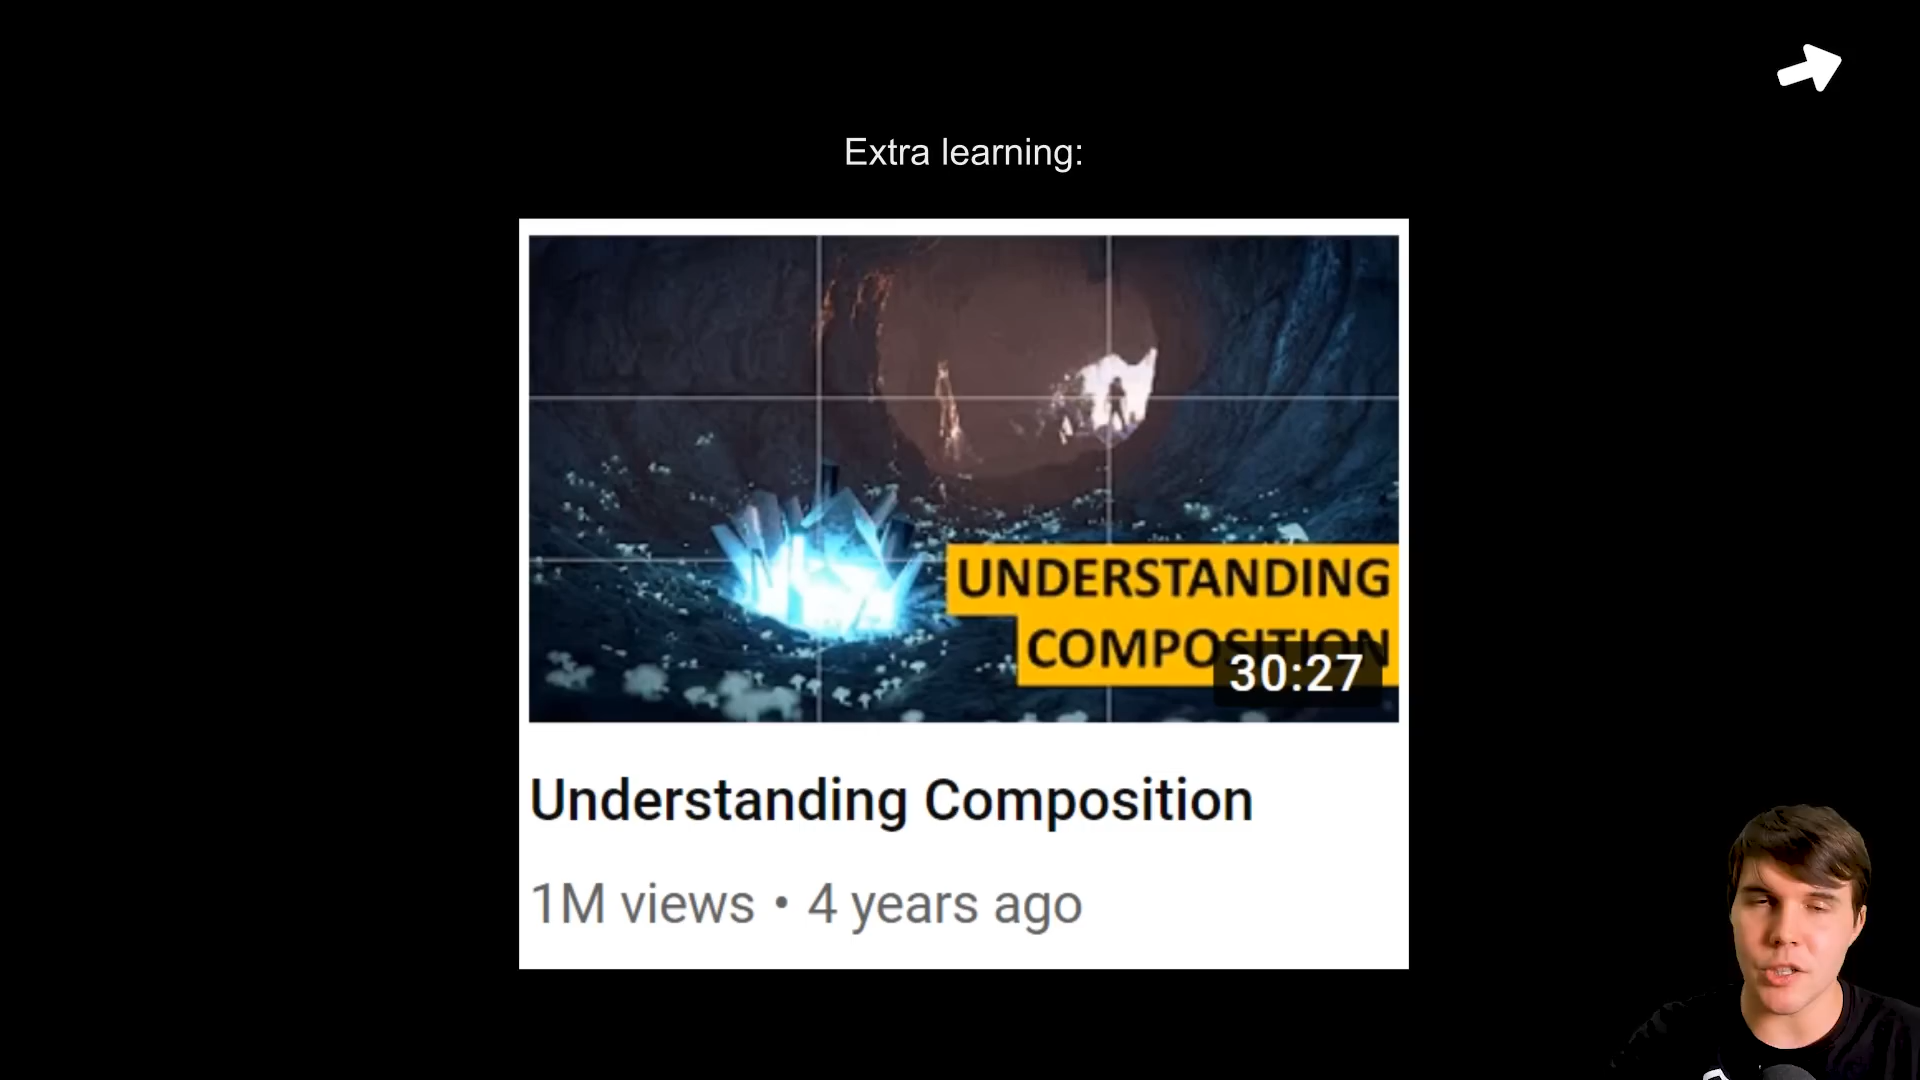 Extra learning:
UNDERSTANDING
COMPOSITION
30:27
Understanding Composition
1M views • 4 years ago